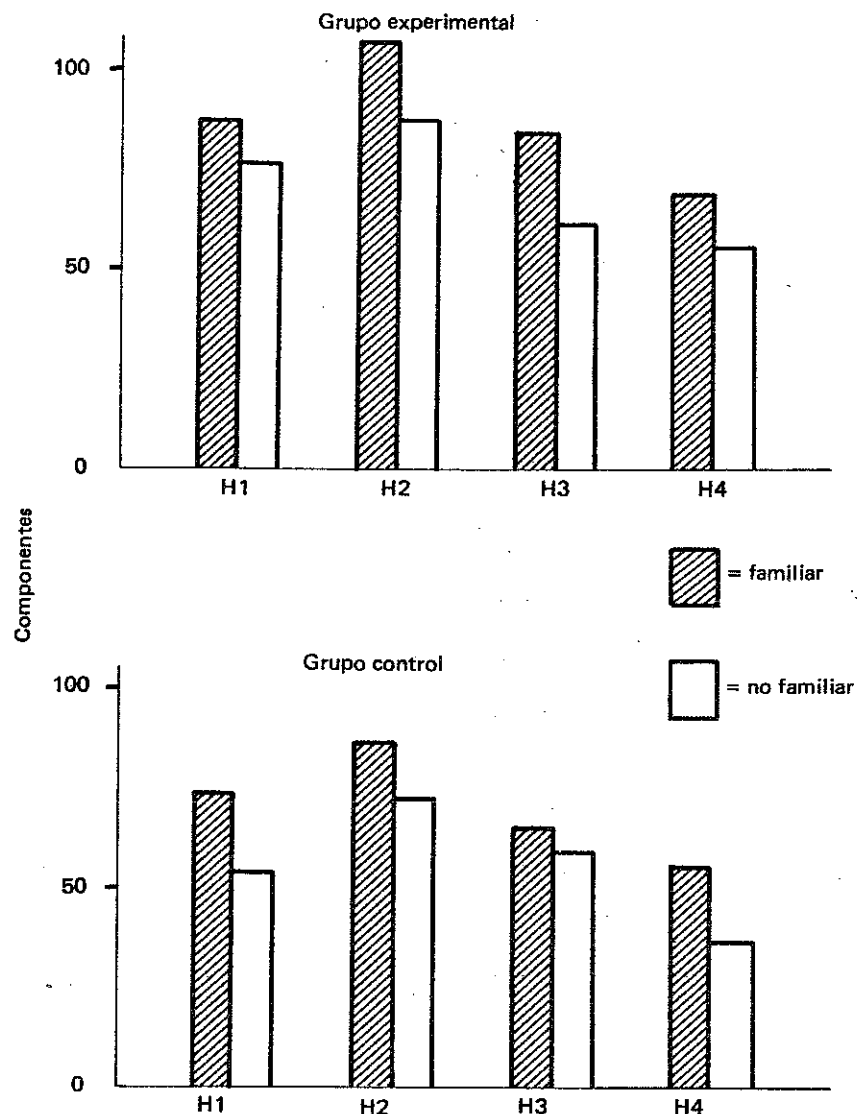 Grupo experimental
100
50
0
H1 H2 H3 H4
Componentes
= familiar
= no familiar
Grupo control
100
50
0
H1 H2 H3 H4